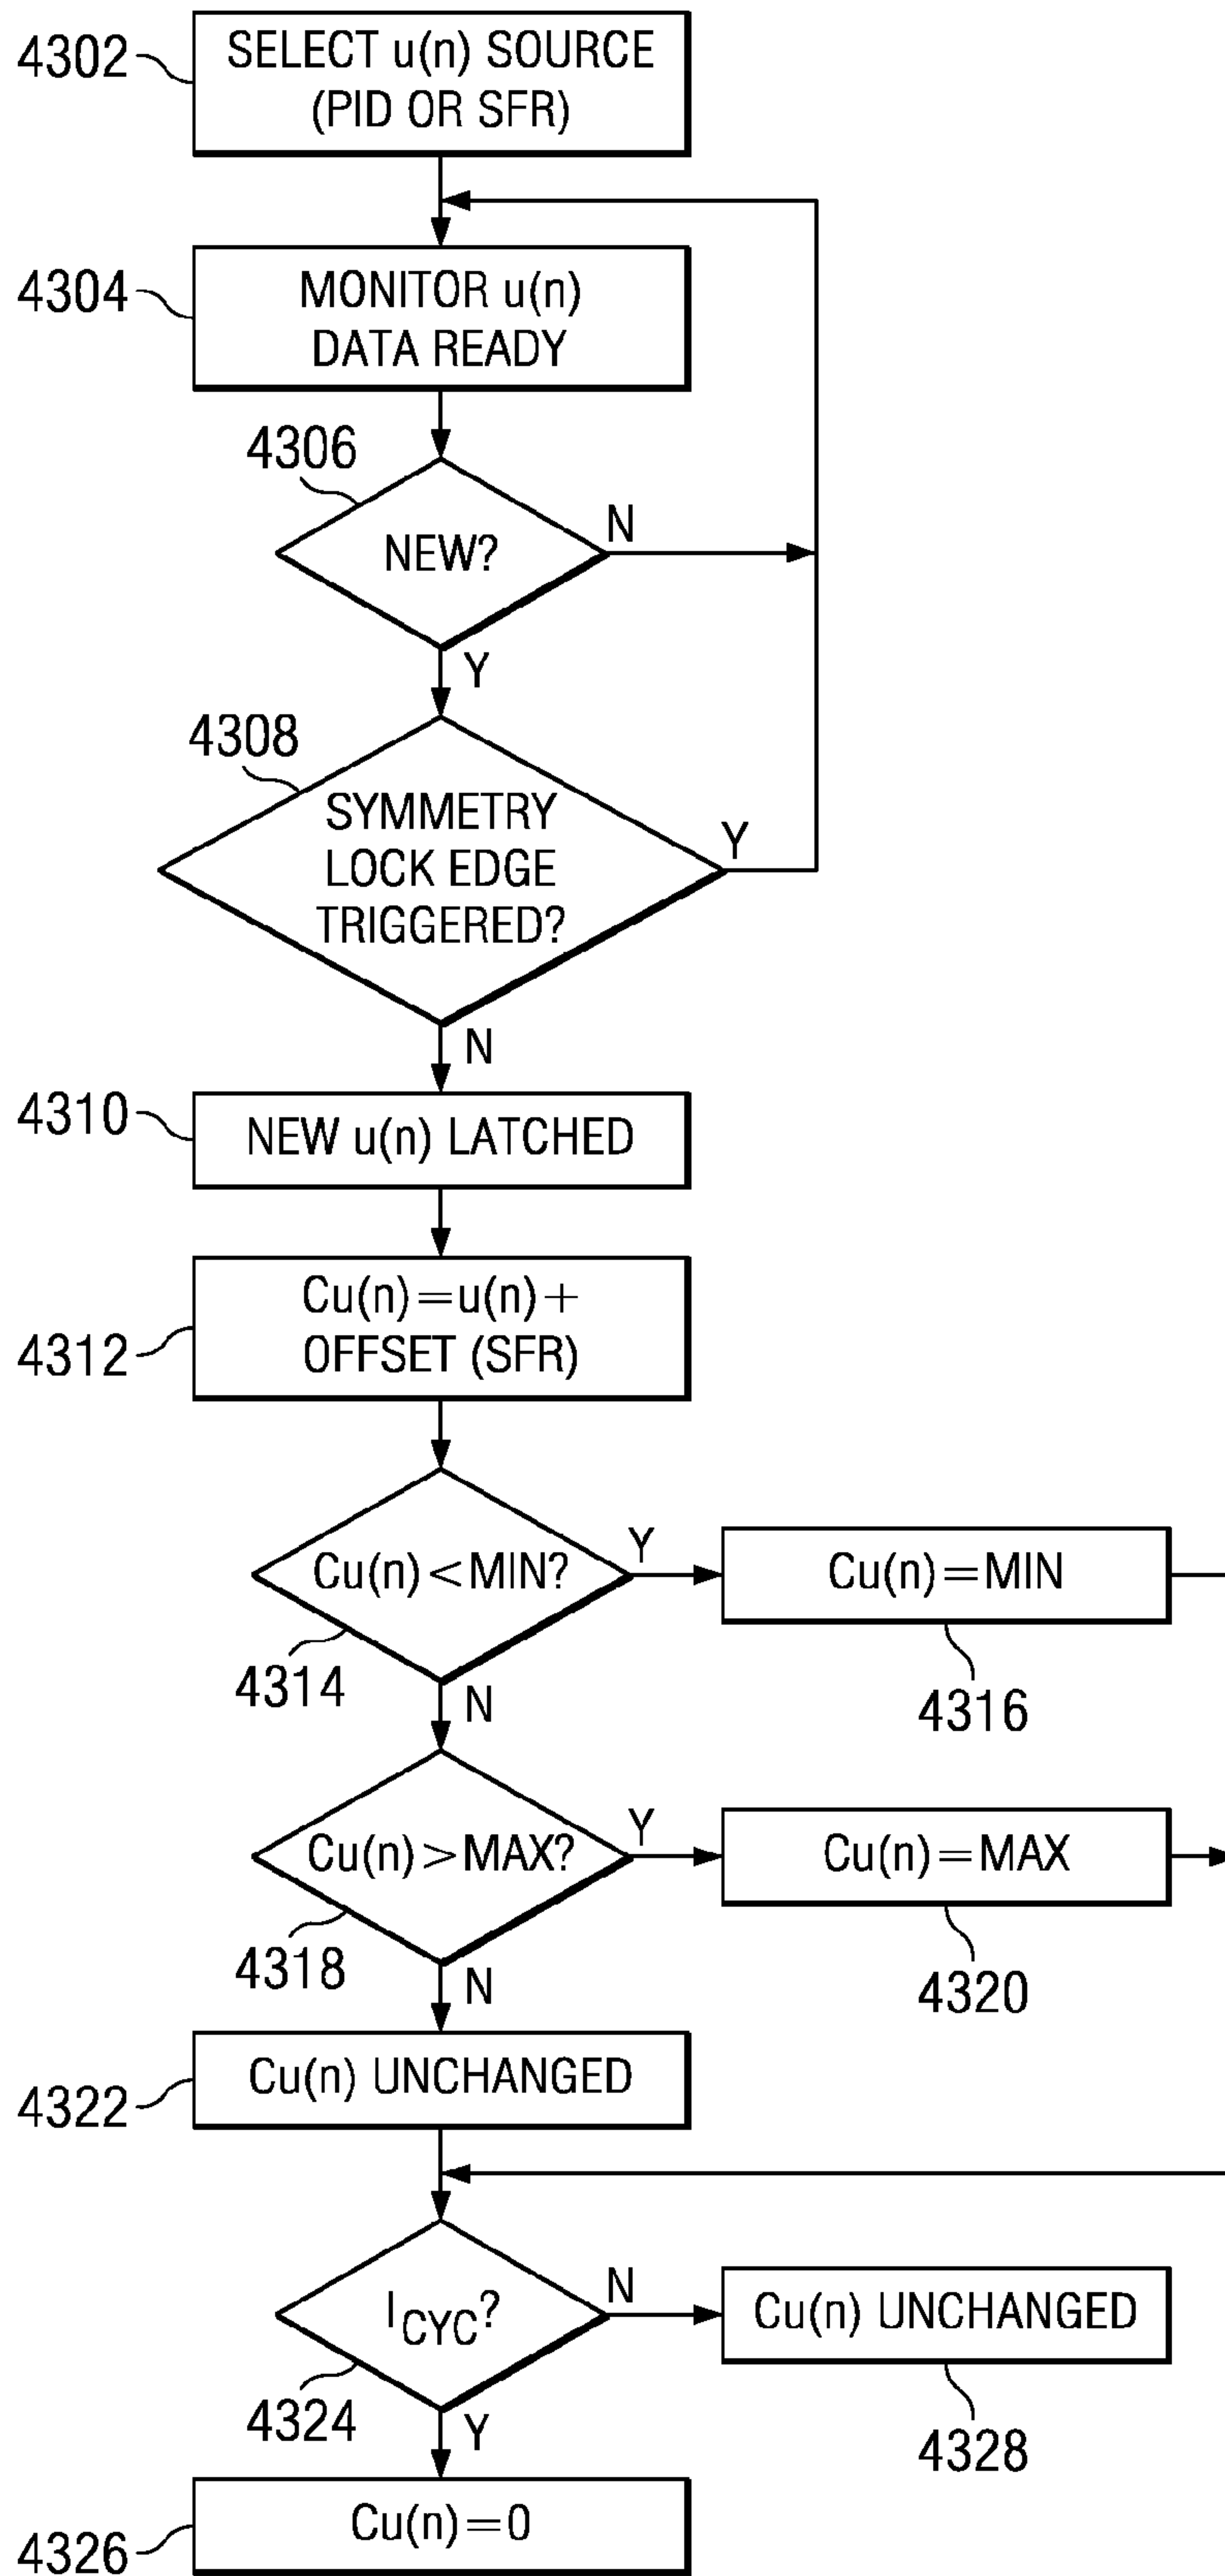 4302
SELECT u(n) SOURCE
(PID OR SFR)
4304
MONITOR u(n)
DATA READY
4306
NEW?
N
Y
4308
SYMMETRY
LOCK EDGE
TRIGGERED?
Y
N
4310
NEW u(n) LATCHED
4312
Cu(n)=u(n)+
OFFSET (SFR)
Cu(n)<MIN?
Y
Cu(n)=MIN
4314
N
4316
Cu(n)>MAX?
Y
Cu(n)=MAX
4318
N
4320
4322
Cu(n) UNCHANGED
ICYC?
N
Cu(n) UNCHANGED
4324
Y
4328
4326
Cu(n)=0